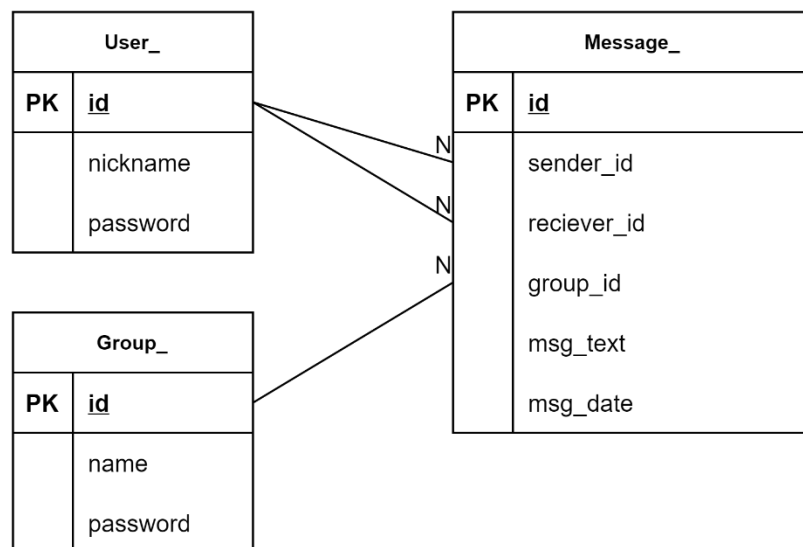 User_
PK id
nickname
password
Message_
PK id
N sender_id
N reciever_id
N group_id
msg_text
msg_date
Group_
PK id
name
password